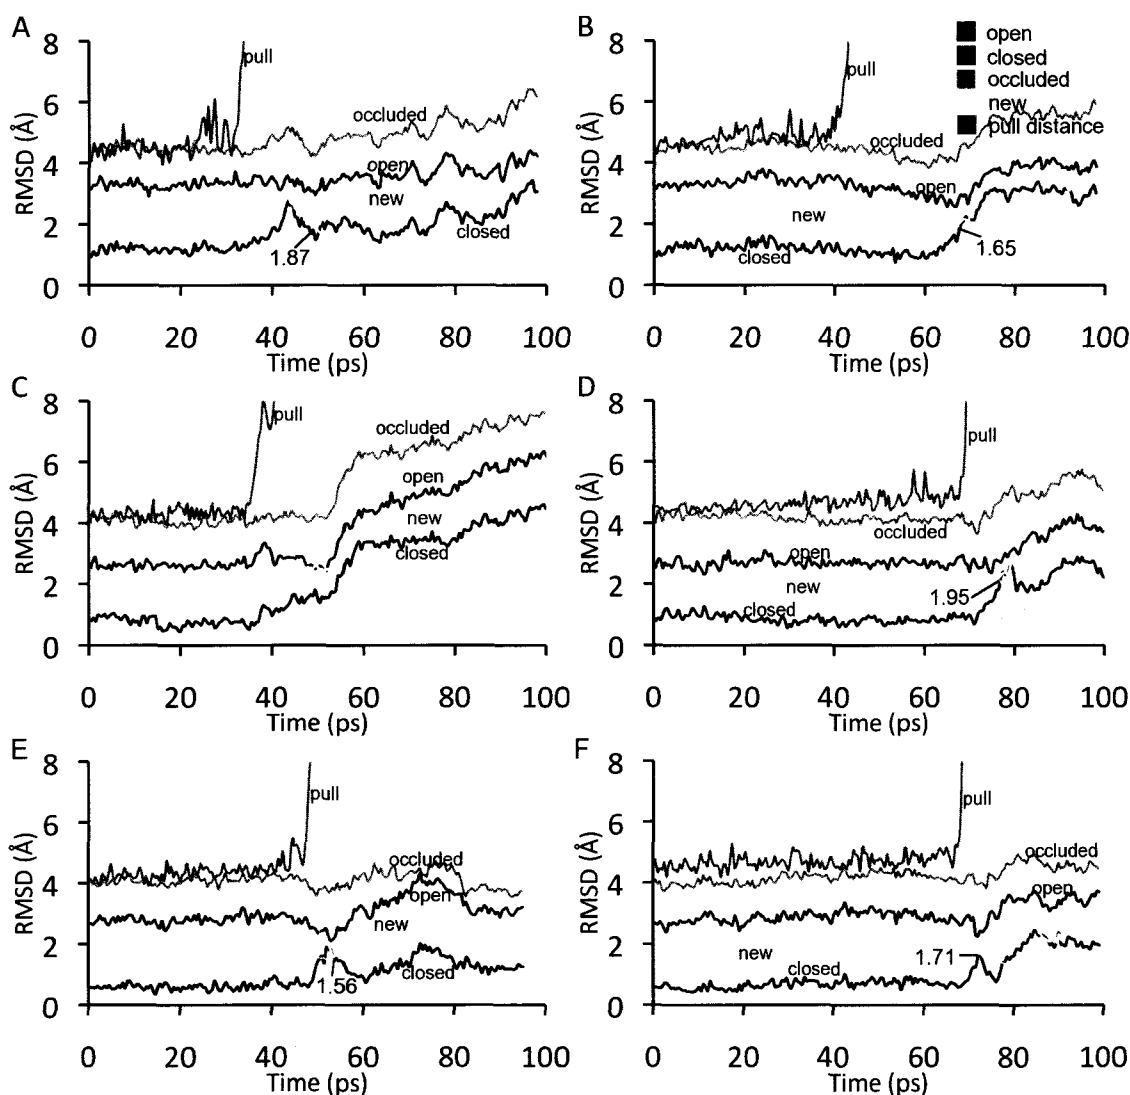 A
B
8
6
4
2
0
RMSD (Å)
pull
occluded
open
new
closed
1.87
0 20 40 60 80 100
Time (ps)
8
6
4
2
0
RMSD (Å)
pull
open
closed
occluded
new
pull distance
occluded
open
new
closed
1.65
0 20 40 60 80 100
Time (ps)
C
D
8
6
4
2
0
RMSD (Å)
pull
occluded
open
new
closed
0 20 40 60 80 100
Time (ps)
8
6
4
2
0
RMSD (Å)
pull
occluded
open
new
closed
1.95
0 20 40 60 80 100
Time (ps)
E
F
8
6
4
2
0
RMSD (Å)
pull
occluded
open
new
closed
1.56
0 20 40 60 80 100
Time (ps)
8
6
4
2
0
RMSD (Å)
pull
occluded
open
new
closed
1.71
0 20 40 60 80 100
Time (ps)